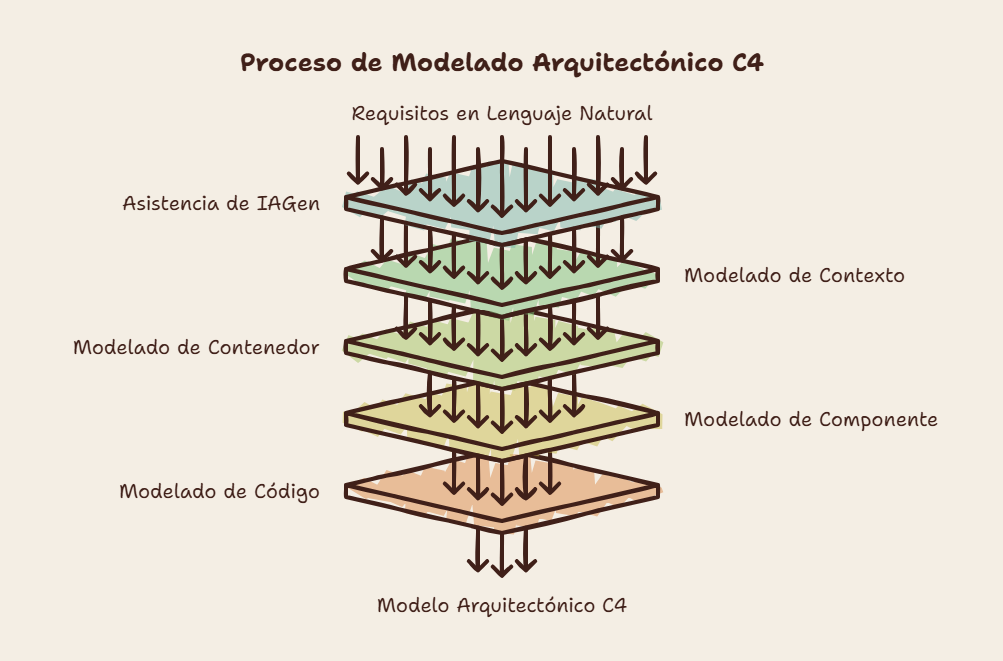 Proceso de Modelado Arquitectónico C4
Requisitos en Lenguaje Natural
Asistencia de IAGen
Modelado de Contexto
Modelado de Contenedor
Modelado de Componente
Modelado de Código
Modelo Arquitectónico C4